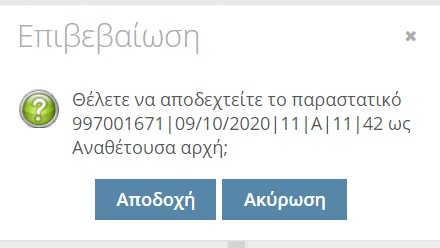 Επιβεβαίωση
Θέλετε να αποδεχτείτε το παραστατικό
997001671|09/10/2020|11|Α|11|42 ως
Αναθέτουσα αρχή;
Αποδοχή Ακύρωση